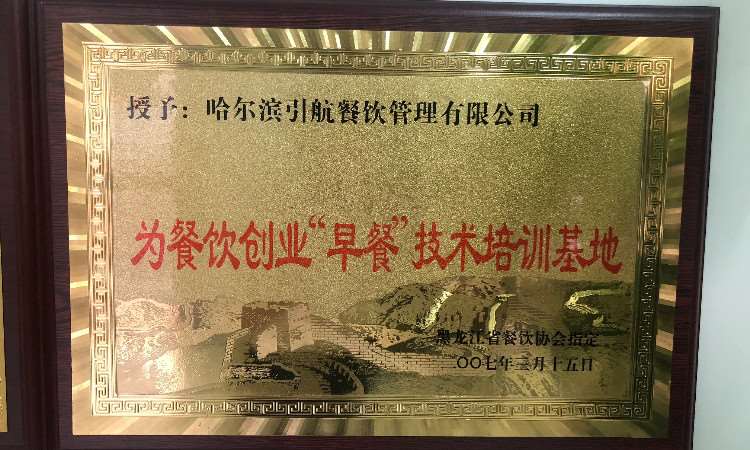 授予：哈尔滨引航餐饮管理有限公司
为餐饮创业“早餐”技术培训基地
黑龙江省餐饮协会指定
〇〇七年三月十五日